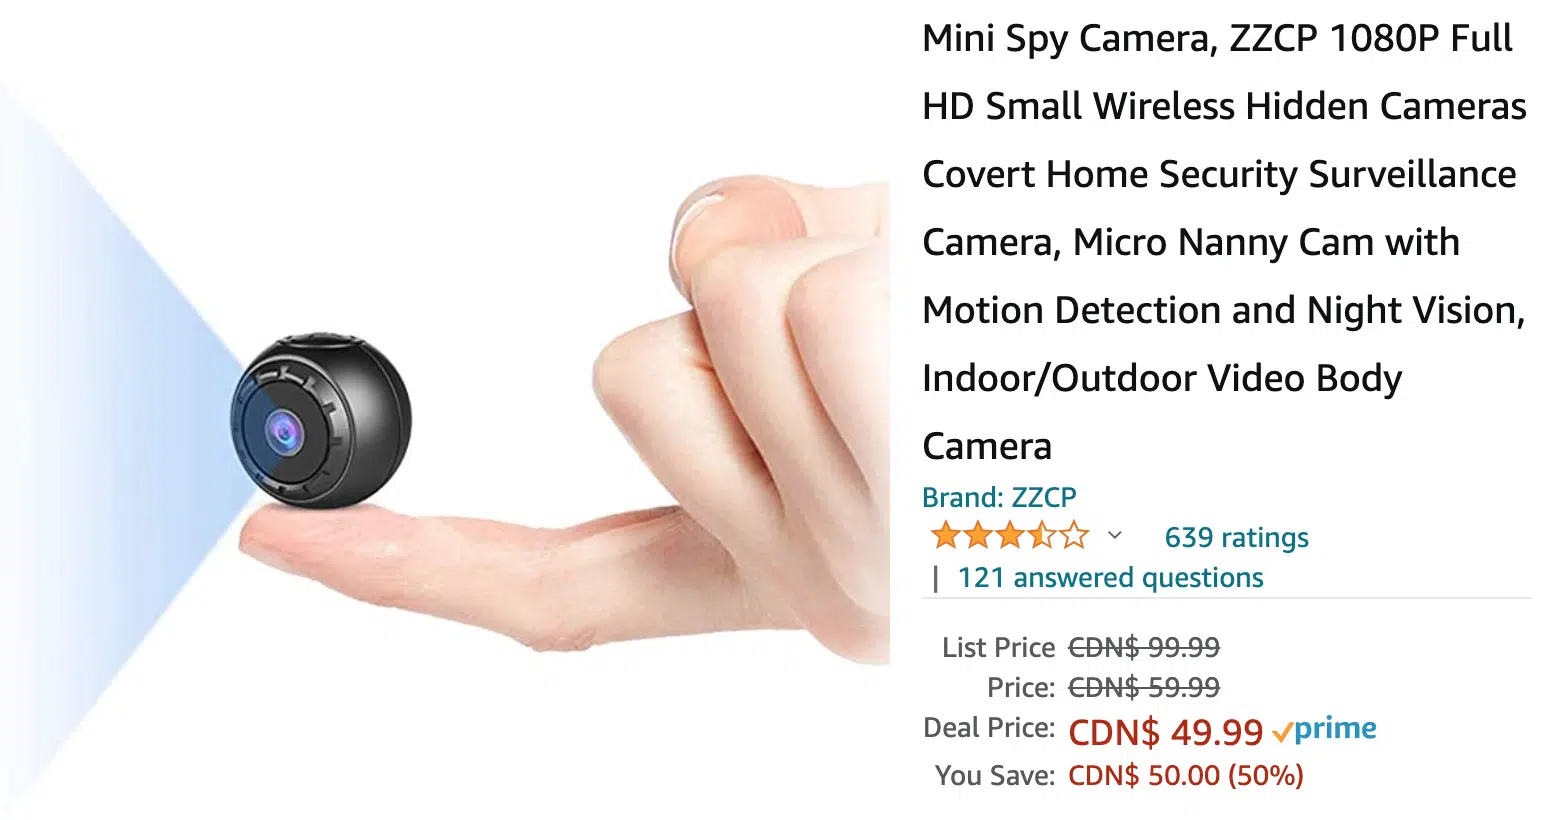 Mini Spy Camera, ZZCP 1080P Full
HD Small Wireless Hidden Cameras
Covert Home Security Surveillance
Camera, Micro Nanny Cam with
Motion Detection and Night Vision,
Indoor/Outdoor Video Body
Camera
Brand: ZZCP
639 ratings
| 121 answered questions
List Price CDN$ 99.99
Price: CDN$ 59.99
Deal Price: CDN$ 49.99 prime
You Save: CDN$ 50.00 (50%)